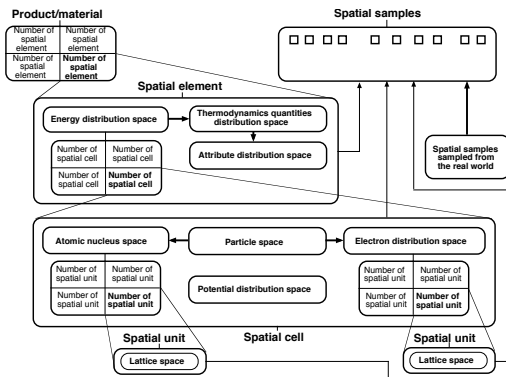 Product/material
Number of
spatial
element
Number of
spatial
element
Number of
spatial
element
Number of
spatial
element
Spatial samples
Spatial element
Energy distribution space
Thermodynamics quantities
distribution space
Attribute distribution space
Number of
spatial cell
Number of
spatial cell
Number of
spatial cell
Number of
spatial cell
Spatial samples
sampled from
the real world
Atomic nucleus space
Particle space
Electron distribution space
Potential distribution space
Number of
spatial unit
Number of
spatial unit
Number of
spatial unit
Number of
spatial unit
Number of
spatial unit
Number of
spatial unit
Number of
spatial unit
Number of
spatial unit
Spatial unit
Spatial cell
Spatial unit
Lattice space
Lattice space